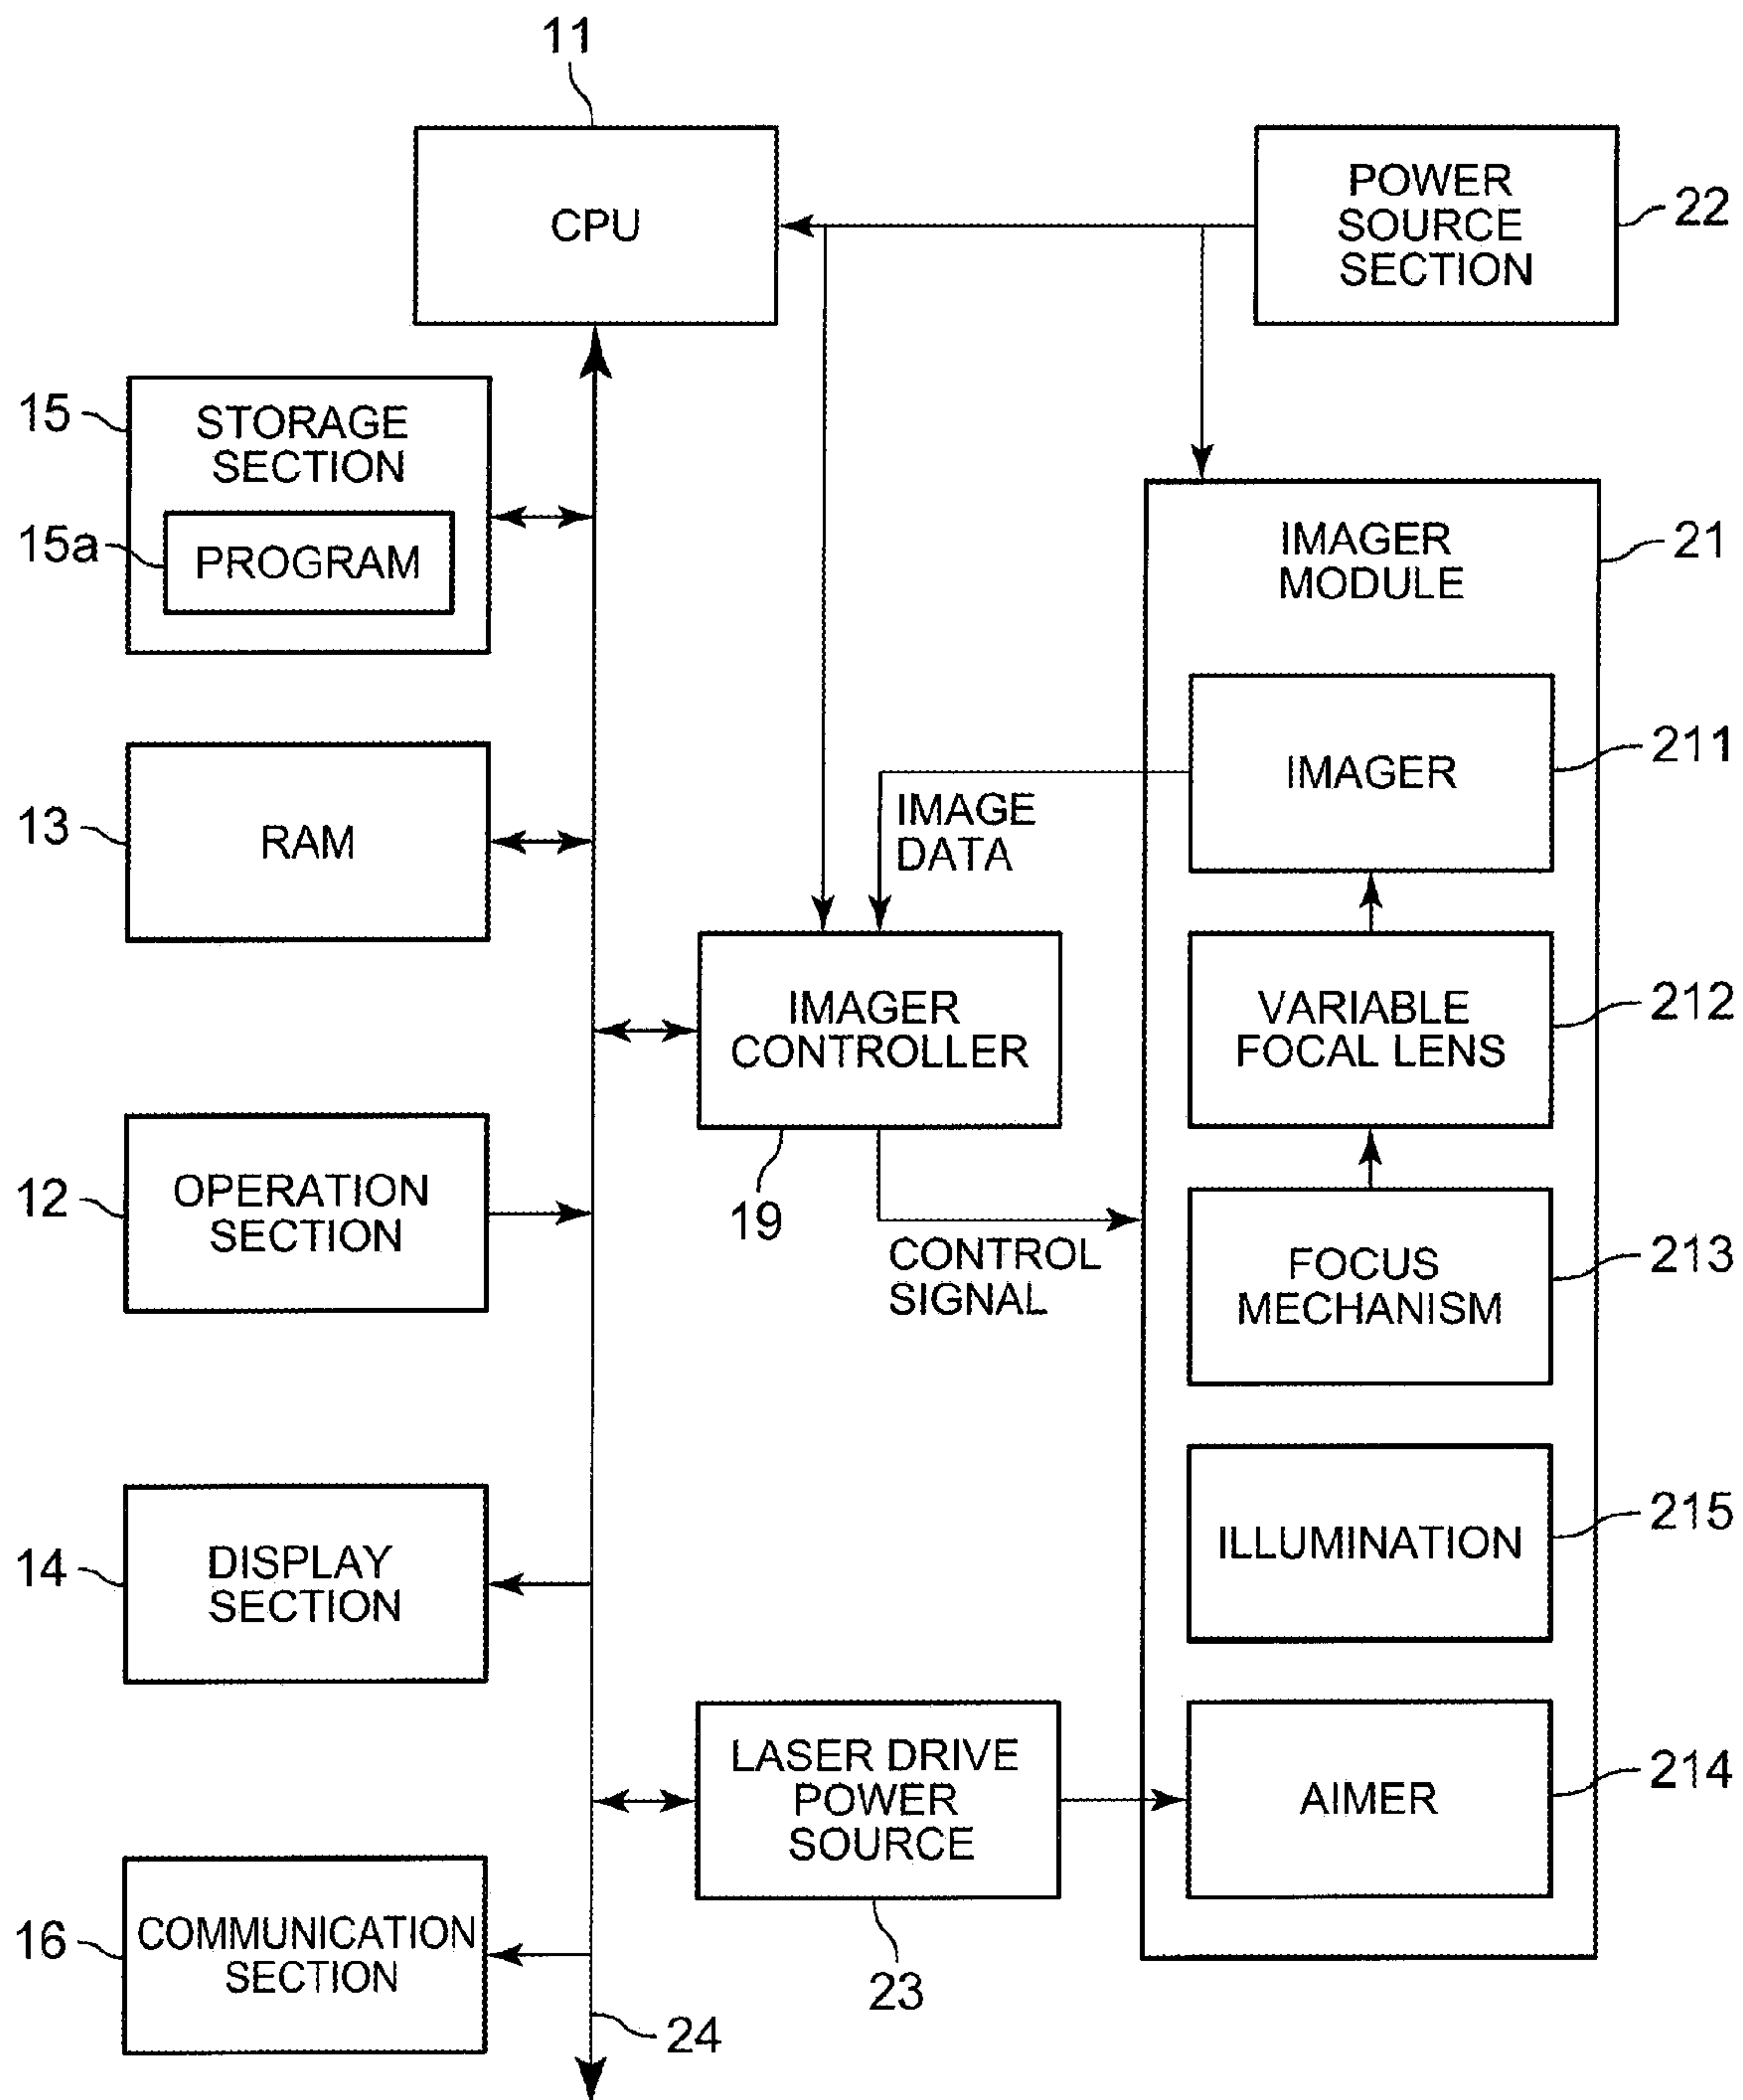 11
CPU
POWER
SOURCE
SECTION
22
15
STORAGE
SECTION
15a
PROGRAM
IMAGER
MODULE
21
13
RAM
IMAGE
DATA
IMAGER
211
IMAGER
CONTROLLER
19
VARIABLE
FOCAL LENS
212
12
OPERATION
SECTION
CONTROL
SIGNAL
FOCUS
MECHANISM
213
14
DISPLAY
SECTION
ILLUMINATION
215
LASER DRIVE
POWER
SOURCE
23
AIMER
214
16
COMMUNICATION
SECTION
24